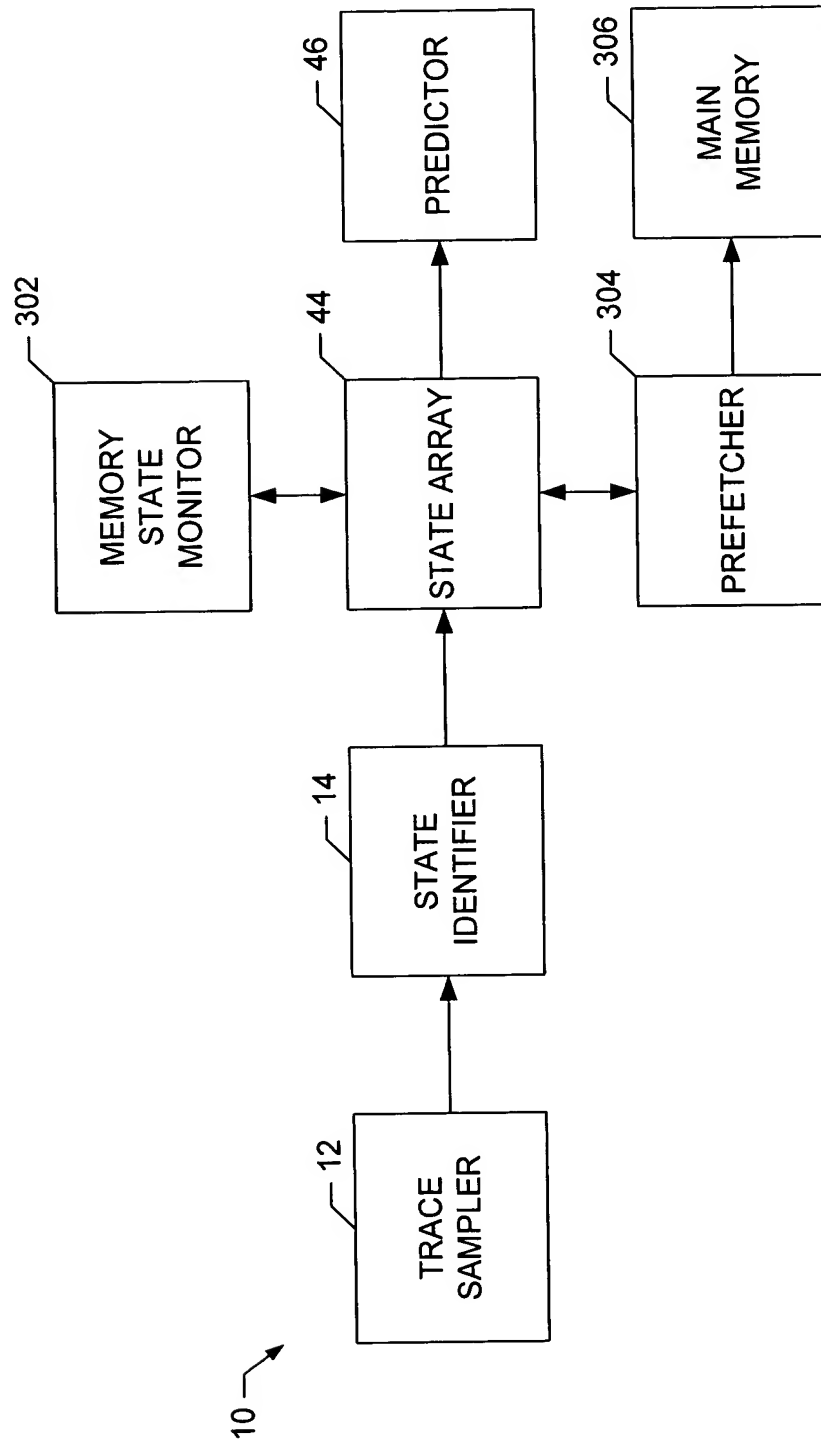 10
12
TRACE
SAMPLER
14
STATE
IDENTIFIER
302
MEMORY
STATE
MONITOR
44
STATE ARRAY
304
PREFETCHER
46
PREDICTOR
306
MAIN
MEMORY